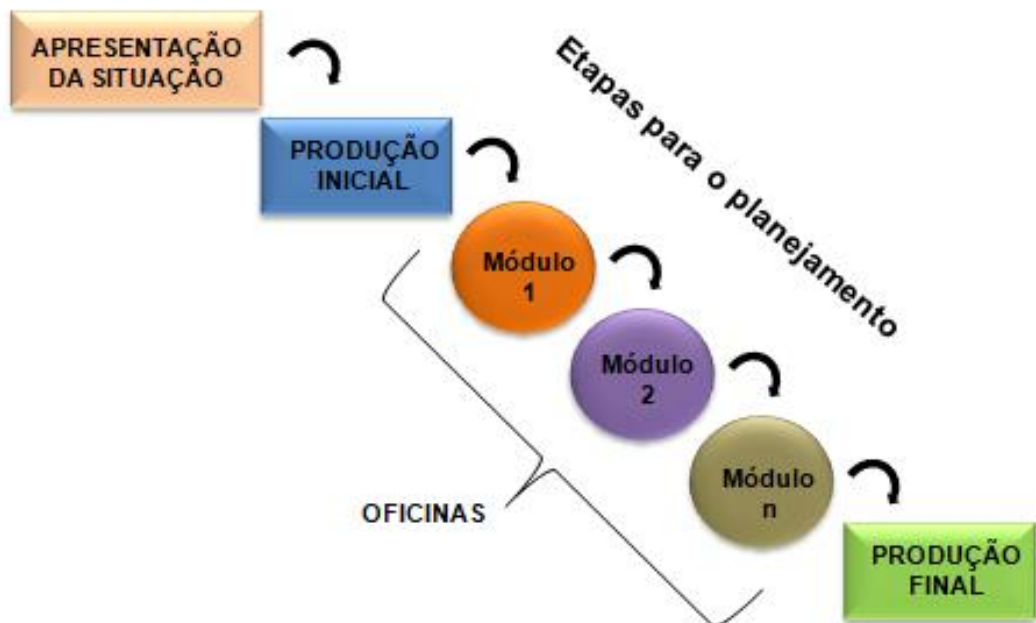 APRESENTAÇÃO
DA SITUAÇÃO
Etapas para o planejamento
PRODUÇÃO
INICIAL
Módulo
1
Módulo
2
Módulo
n
OFICINAS
PRODUÇÃO
FINAL